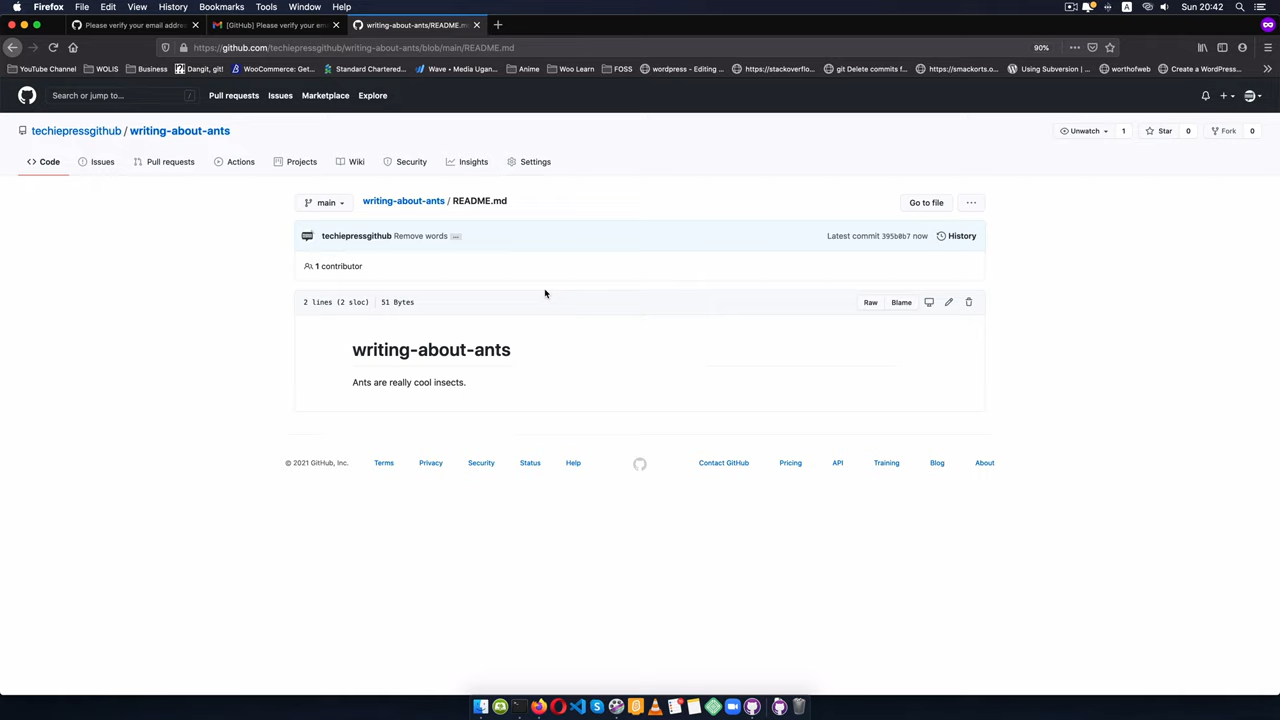 Firefox File Edit View History Bookmarks Tools Window Help Sun 20:42
Please verify your email addre [GitHub] Please verify your em writing-about-ants/README.m
https://github.com/techiepressgithub/writing-about-ants/blob/main/README.md 90%
YouTube Channel WOLIS Business Dangit, git! WooCommerce: Get... Standard Chartered... Wave • Media Ugan... Anime Woo Learn FOSS wordpress - Editing ... https://stackoverflo... git Delete commits f... https://smackorts.o... Using Subversion (... worthofweb Create a WordPress...
Search or jump to... / Pull requests Issues Marketplace Explore
techiepressgithub / writing-about-ants Unwatch 1 Star 0 Fork 0
Code Issues Pull requests Actions Projects Wiki Security Insights Settings
main writing-about-ants / README.md Go to file ...
techiepressgithub Remove words ... Latest commit 395b0b7 now History
1 contributor
2 lines (2 sloc) 51 Bytes Raw Blame
writing-about-ants
Ants are really cool insects.
© 2021 GitHub, Inc. Terms Privacy Security Status Help Contact GitHub Pricing API Training Blog About